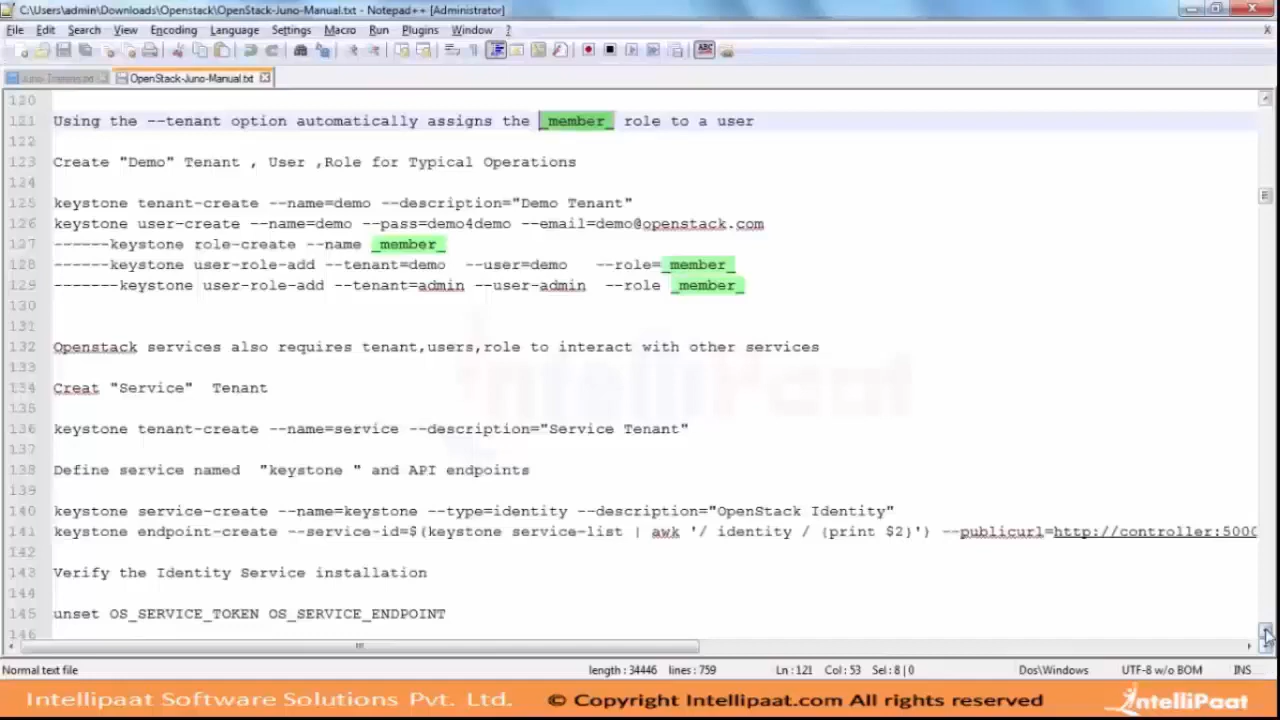 C:\Users\admin\Downloads\Openstack\OpenStack-Juno-Manual.txt - Notepad++ [Administrator]
File Edit Search View Encoding Language Settings Macro Run Plugins Window ? X
OpenStack-Juno-Manual.txt
120
121 Using the --tenant option automatically assigns the _member_ role to a user
122
123 Create "Demo" Tenant , User ,Role for Typical Operations
124
125 keystone tenant-create --name=demo --description="Demo Tenant"
126 keystone user-create --name=demo --pass=demo4demo --email=demo@openstack.com
127 ------keystone role-create --name _member_
128 ------keystone user-role-add --tenant=demo --user=demo --role=_member_
129 -------keystone user-role-add --tenant=admin --user-admin --role _member_
130
131
132 Openstack services also requires tenant,users,role to interact with other services
133
134 Creat "Service" Tenant
135
136 keystone tenant-create --name=service --description="Service Tenant"
137
138 Define service named "keystone " and API endpoints
139
140 keystone service-create --name=keystone --type=identity --description="OpenStack Identity"
141 keystone endpoint-create --service-id=$(keystone service-list | awk '/ identity / {print $2}') --publicurl=http://controller:5000
142
143 Verify the Identity Service installation
144
145 unset OS_SERVICE_TOKEN OS_SERVICE_ENDPOINT
146
Normal text file length : 34446 lines : 759 Ln : 121 Col : 53 Sel : 8 | 0 Dos\Windows UTF-8 w/o BOM INS
Intellipaat Software Solutions Pvt. Ltd. © Copyright Intellipaat.com All rights reserved IntelliPaat